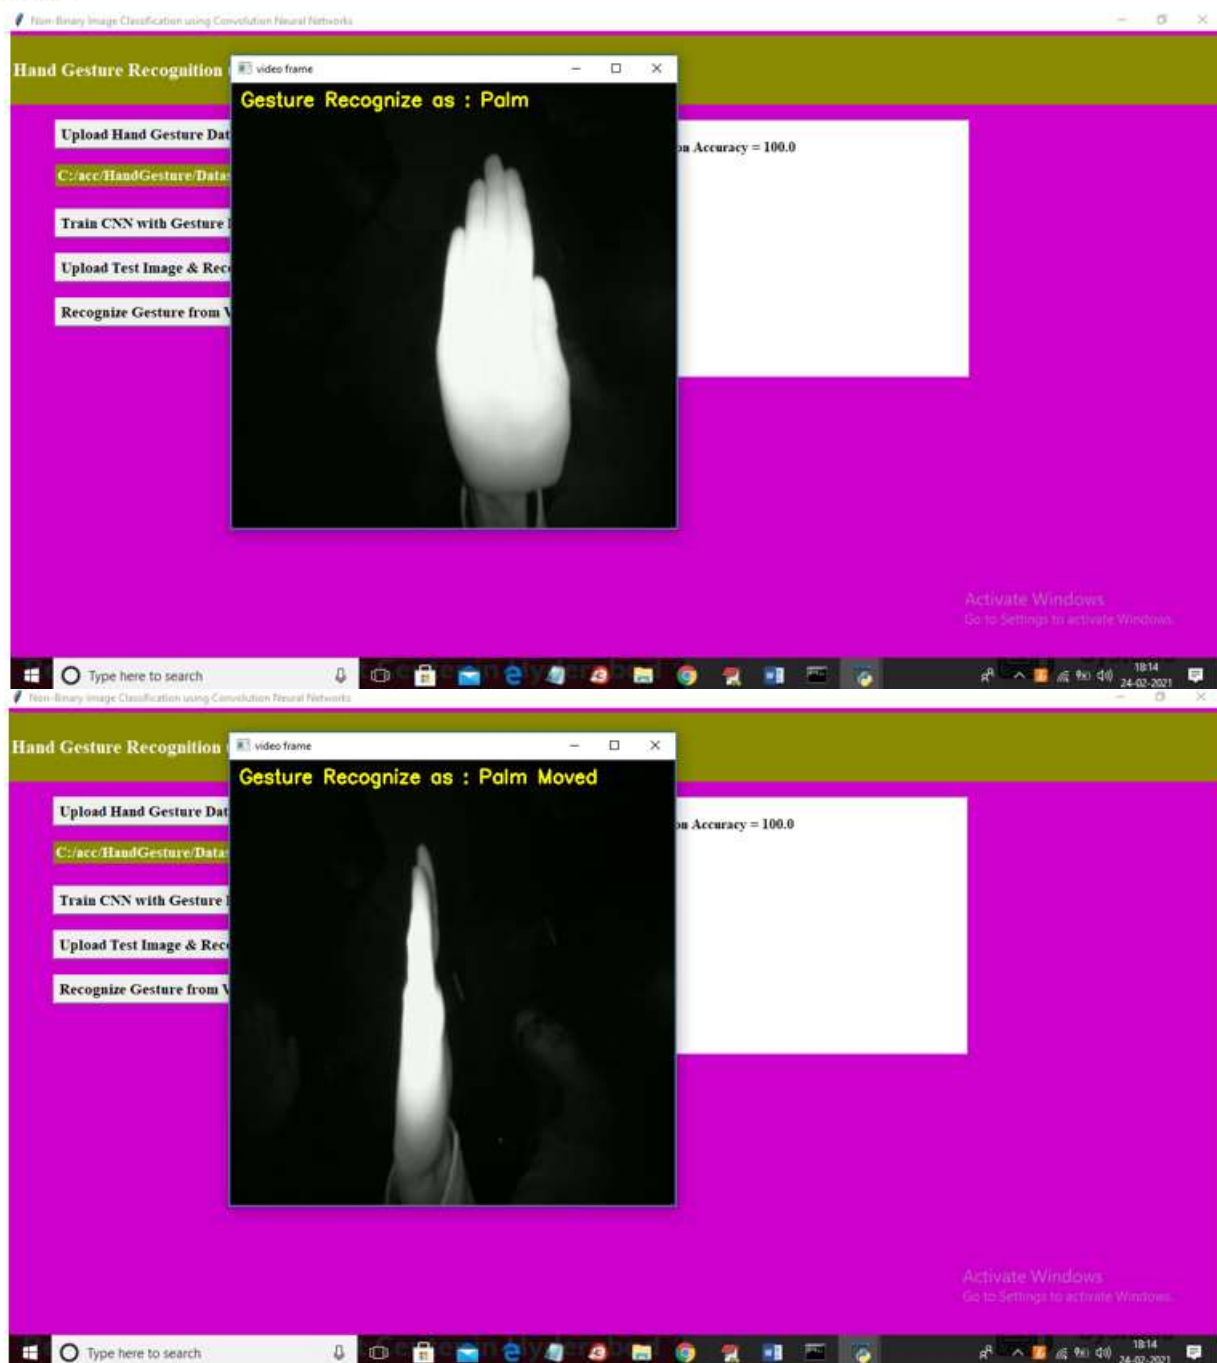 Non-Binary Image Classification using Convolution Neural Networks
Hand Gesture Recognition
video frame
Gesture Recognize as : Palm
Upload Hand Gesture Dat
on Accuracy = 100.0
C:/acc/HandGesture/Datas
Train CNN with Gesture
Upload Test Image & Rec
Recognize Gesture from V
Activate Windows
Go to Settings to activate Windows.
Type here to search
18:14
24-02-2021
Non-Binary Image Classification using Convolution Neural Networks
Hand Gesture Recognition
video frame
Gesture Recognize as : Palm Moved
Upload Hand Gesture Dat
on Accuracy = 100.0
C:/acc/HandGesture/Datas
Train CNN with Gesture
Upload Test Image & Rec
Recognize Gesture from V
Activate Windows
Go to Settings to activate Windows.
Type here to search
18:14
24-02-2021